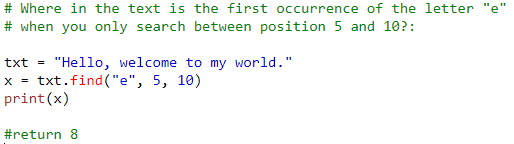 # Where in the text is the first occurrence of the letter "e"
# when you only search between position 5 and 10?:
txt = "Hello, welcome to my world."
x = txt.find("e", 5, 10)
print(x)
#return 8